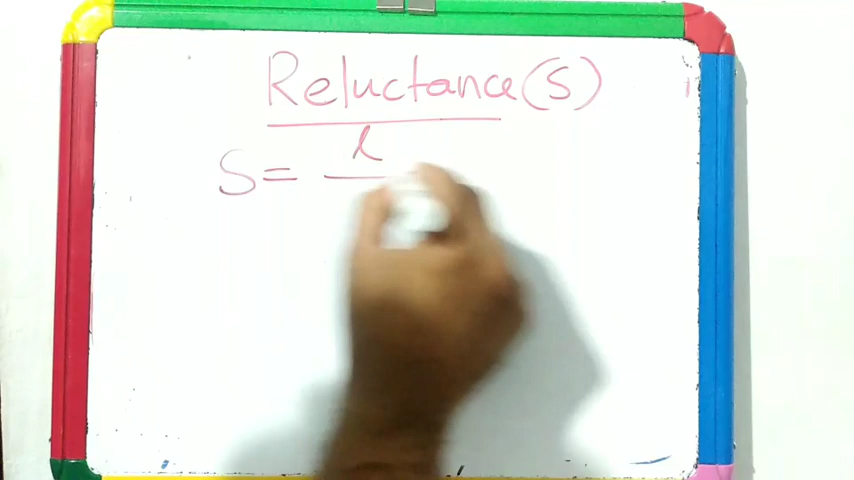 Reluctance (S)
S = l